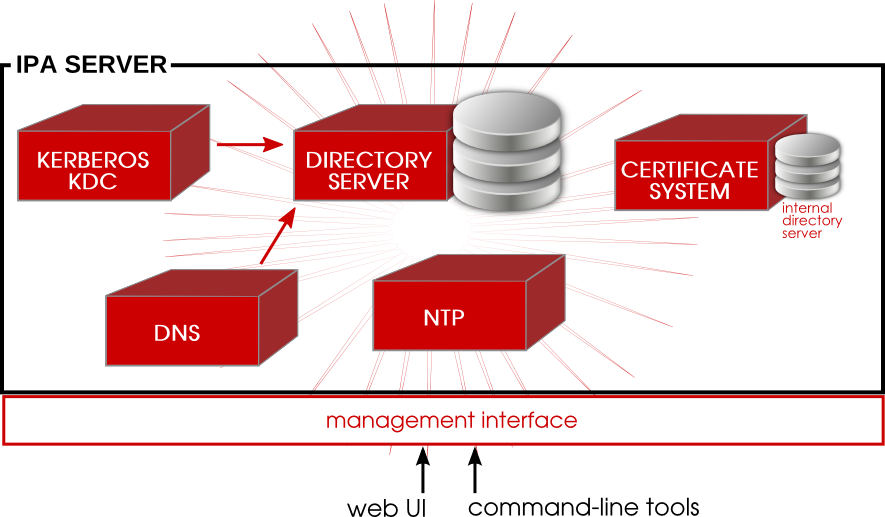 IPA SERVER
KERBEROS
KDC
DIRECTORY
SERVER
CERTIFICATE
SYSTEM
internal
directory
server
DNS
NTP
management interface
web UI
command-line tools